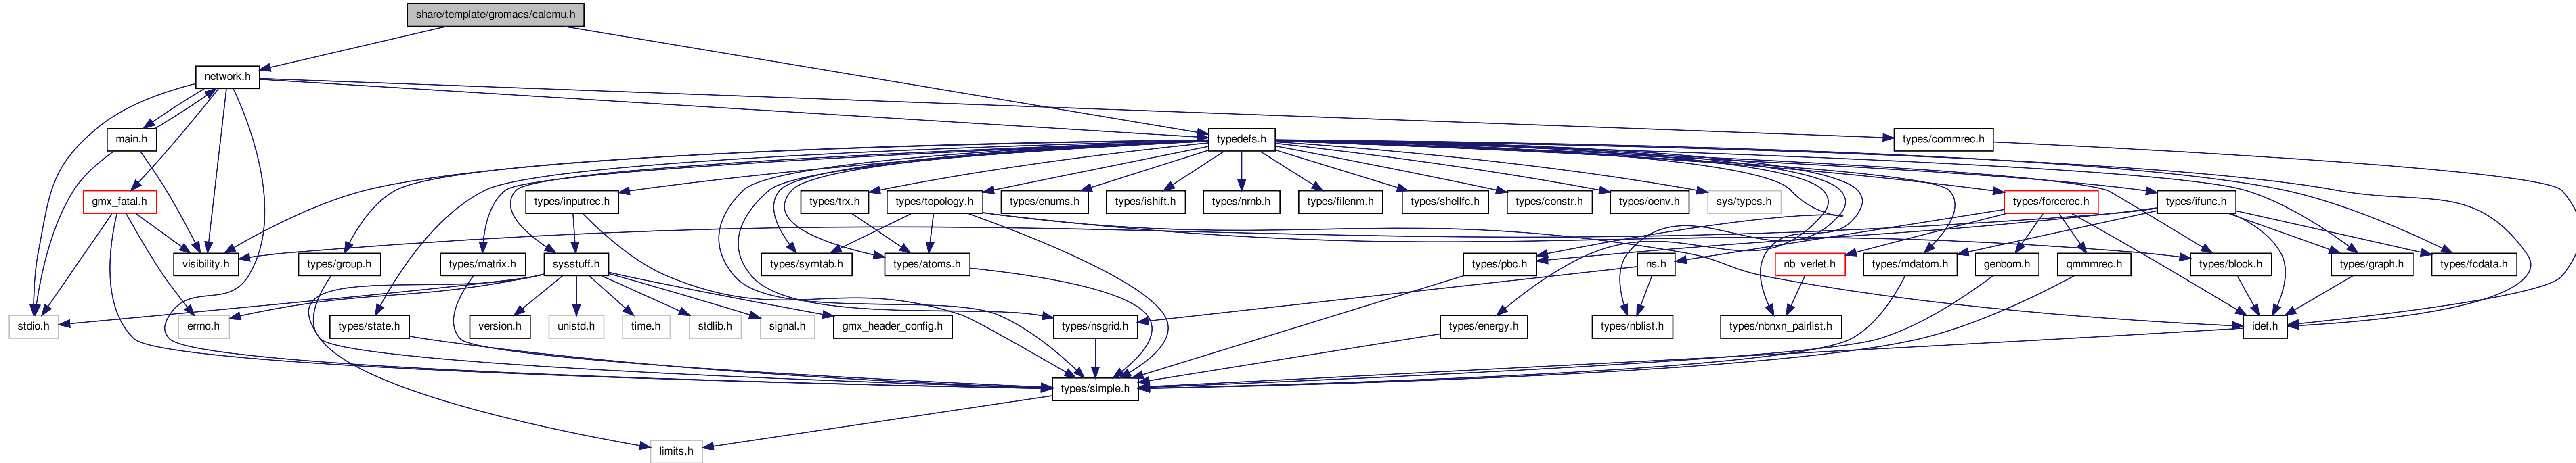 share/template/gromacs/calcmu.h
network.h
main.h
typedefs.h
types/commrec.h
gmx_fatal.h
types/inputrec.h
types/trx.h
types/topology.h
types/enums.h
types/ishift.h
types/nrnb.h
types/filenm.h
types/shellfc.h
types/constr.h
types/oenv.h
sys/types.h
types/forcerec.h
types/ifunc.h
visibility.h
types/group.h
types/matrix.h
sysstuff.h
types/symtab.h
types/atoms.h
types/pbc.h
ns.h
nb_verlet.h
types/mdatom.h
genborn.h
qmmmrec.h
types/block.h
types/graph.h
types/fcdata.h
stdio.h
errno.h
types/state.h
version.h
unistd.h
time.h
stdlib.h
signal.h
gmx_header_config.h
types/nsgrid.h
types/energy.h
types/nblist.h
types/nbnxn_pairlist.h
idef.h
types/simple.h
limits.h